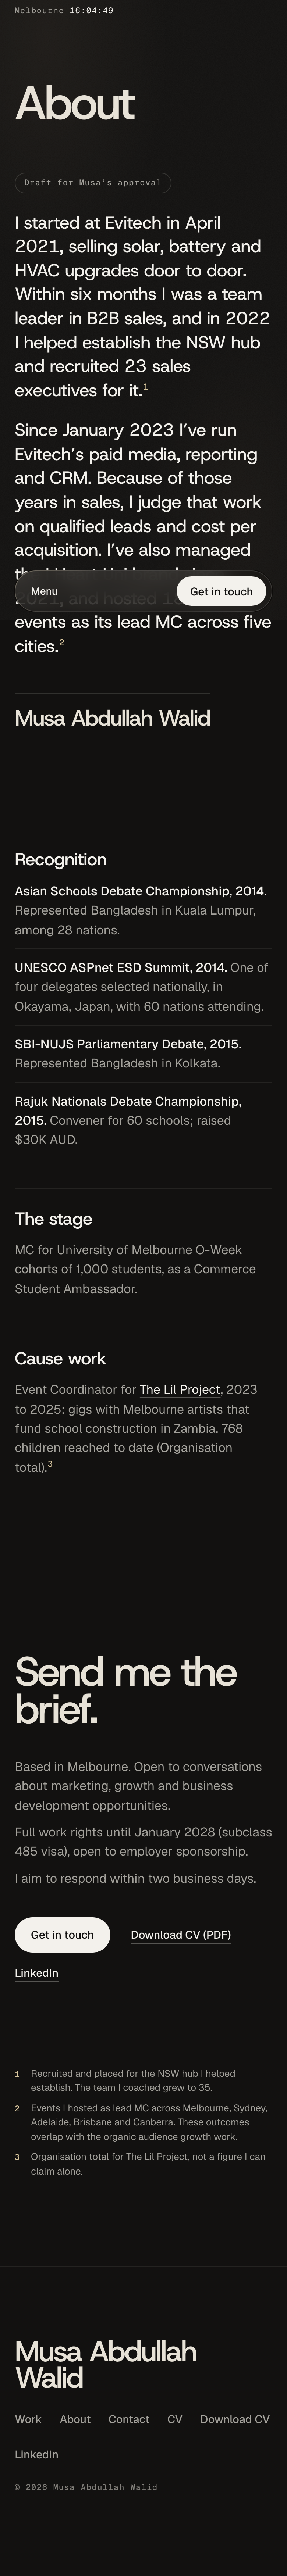 Melbourne 16:04:49
About
Draft for Musa's approval
I started at Evitech in April
2021, selling solar, battery and
HVAC upgrades door to door.
Within six months I was a team
leader in B2B sales, and in 2022
I helped establish the NSW hub
and recruited 23 sales
executives for it.1
Since January 2023 I've run
Evitech's paid media, reporting
and CRM. Because of those
years in sales, I judge that work
on qualified leads and cost per
acquisition. I've also managed
Menu
Get in touch
2021, and hosted
events as its lead MC across five
cities.2
Musa Abdullah Walid
Recognition
Asian Schools Debate Championship, 2014.
Represented Bangladesh in Kuala Lumpur,
among 28 nations.
UNESCO ASPnet ESD Summit, 2014. One of
four delegates selected nationally, in
Okayama, Japan, with 60 nations attending.
SBI-NUJS Parliamentary Debate, 2015.
Represented Bangladesh in Kolkata.
Rajuk Nationals Debate Championship,
2015. Convener for 60 schools; raised
$30K AUD.
The stage
MC for University of Melbourne O-Week
cohorts of 1,000 students, as a Commerce
Student Ambassador.
Cause work
Event Coordinator for The Lil Project, 2023
to 2025: gigs with Melbourne artists that
fund school construction in Zambia. 768
children reached to date (Organisation
total).3
Send me the
brief.
Based in Melbourne. Open to conversations
about marketing, growth and business
development opportunities.
Full work rights until January 2028 (subclass
485 visa), open to employer sponsorship.
I aim to respond within two business days.
Get in touch
Download CV (PDF)
LinkedIn
1 Recruited and placed for the NSW hub I helped
establish. The team I coached grew to 35.
2 Events I hosted as lead MC across Melbourne, Sydney,
Adelaide, Brisbane and Canberra. These outcomes
overlap with the organic audience growth work.
3 Organisation total for The Lil Project, not a figure I can
claim alone.
Musa Abdullah
Walid
Work About Contact CV Download CV
LinkedIn
© 2026 Musa Abdullah Walid